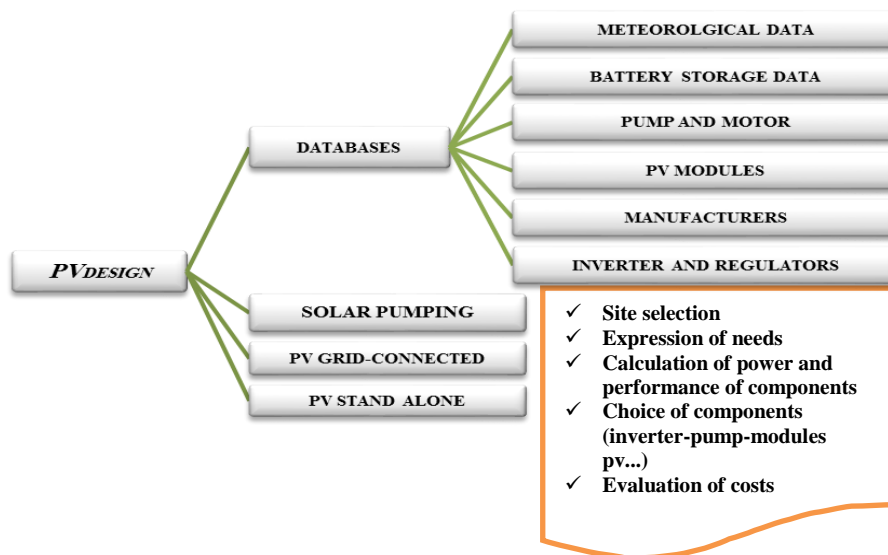 METEOROLGICAL DATA
BATTERY STORAGE DATA
PUMP AND MOTOR
DATABASES
PV MODULES
MANUFACTURERS
PVDESIGN
INVERTER AND REGULATORS
SOLAR PUMPING
PV GRID-CONNECTED
PV STAND ALONE
✓ Site selection
✓ Expression of needs
✓ Calculation of power and
performance of components
✓ Choice of components
(inverter-pump-modules
pv...)
✓ Evaluation of costs